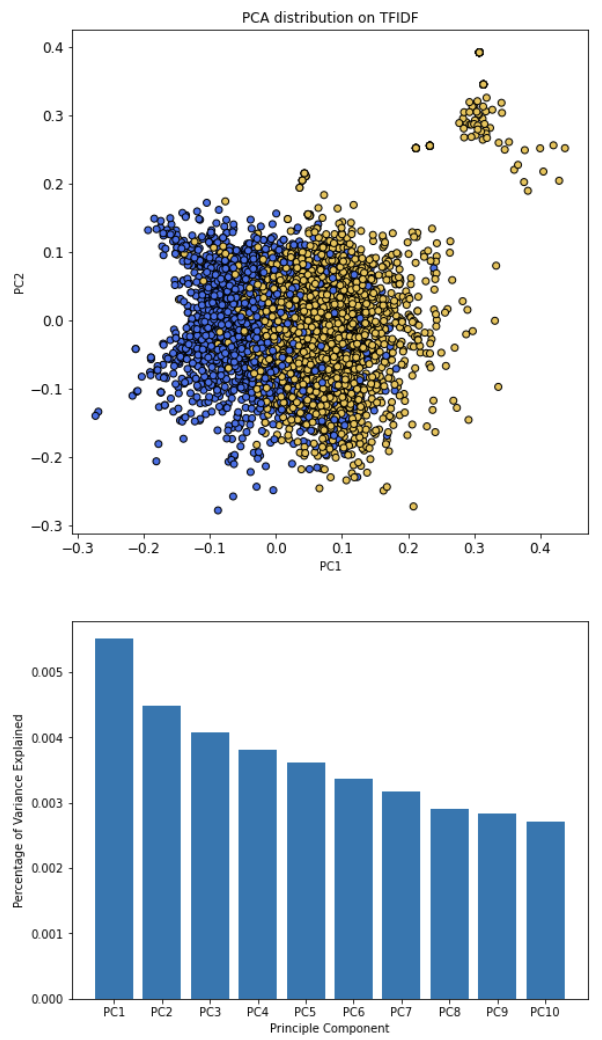 PCA distribution on TFIDF
0.4
0.3
0.2
0.1
0.0
−0.1
−0.2
−0.3
PC2
−0.3 −0.2 −0.1 0.0 0.1 0.2 0.3 0.4
PC1
0.005
0.004
0.003
0.002
0.001
0.000
Percentage of Variance Explained
PC1 PC2 PC3 PC4 PC5 PC6 PC7 PC8 PC9 PC10
Principle Component